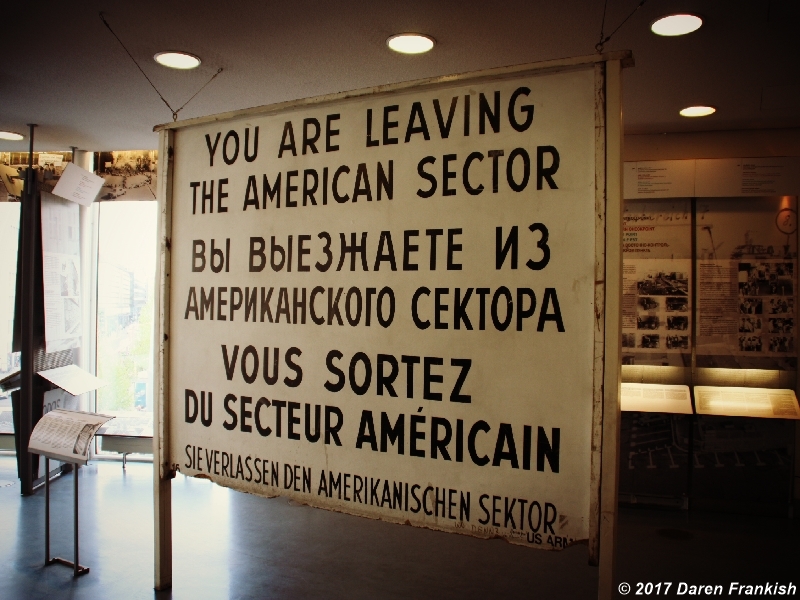 YOU ARE LEAVING
THE AMERICAN SECTOR
ВЫ ВЫЕЗЖАЕТЕ ИЗ
АМЕРИКАНСКОГО СЕКТОРА
VOUS SORTEZ
DU SECTEUR AMÉRICAIN
SIE VERLASSEN DEN AMERIKANISCHEN SEKTOR
US ARM
© 2017 Daren Frankish